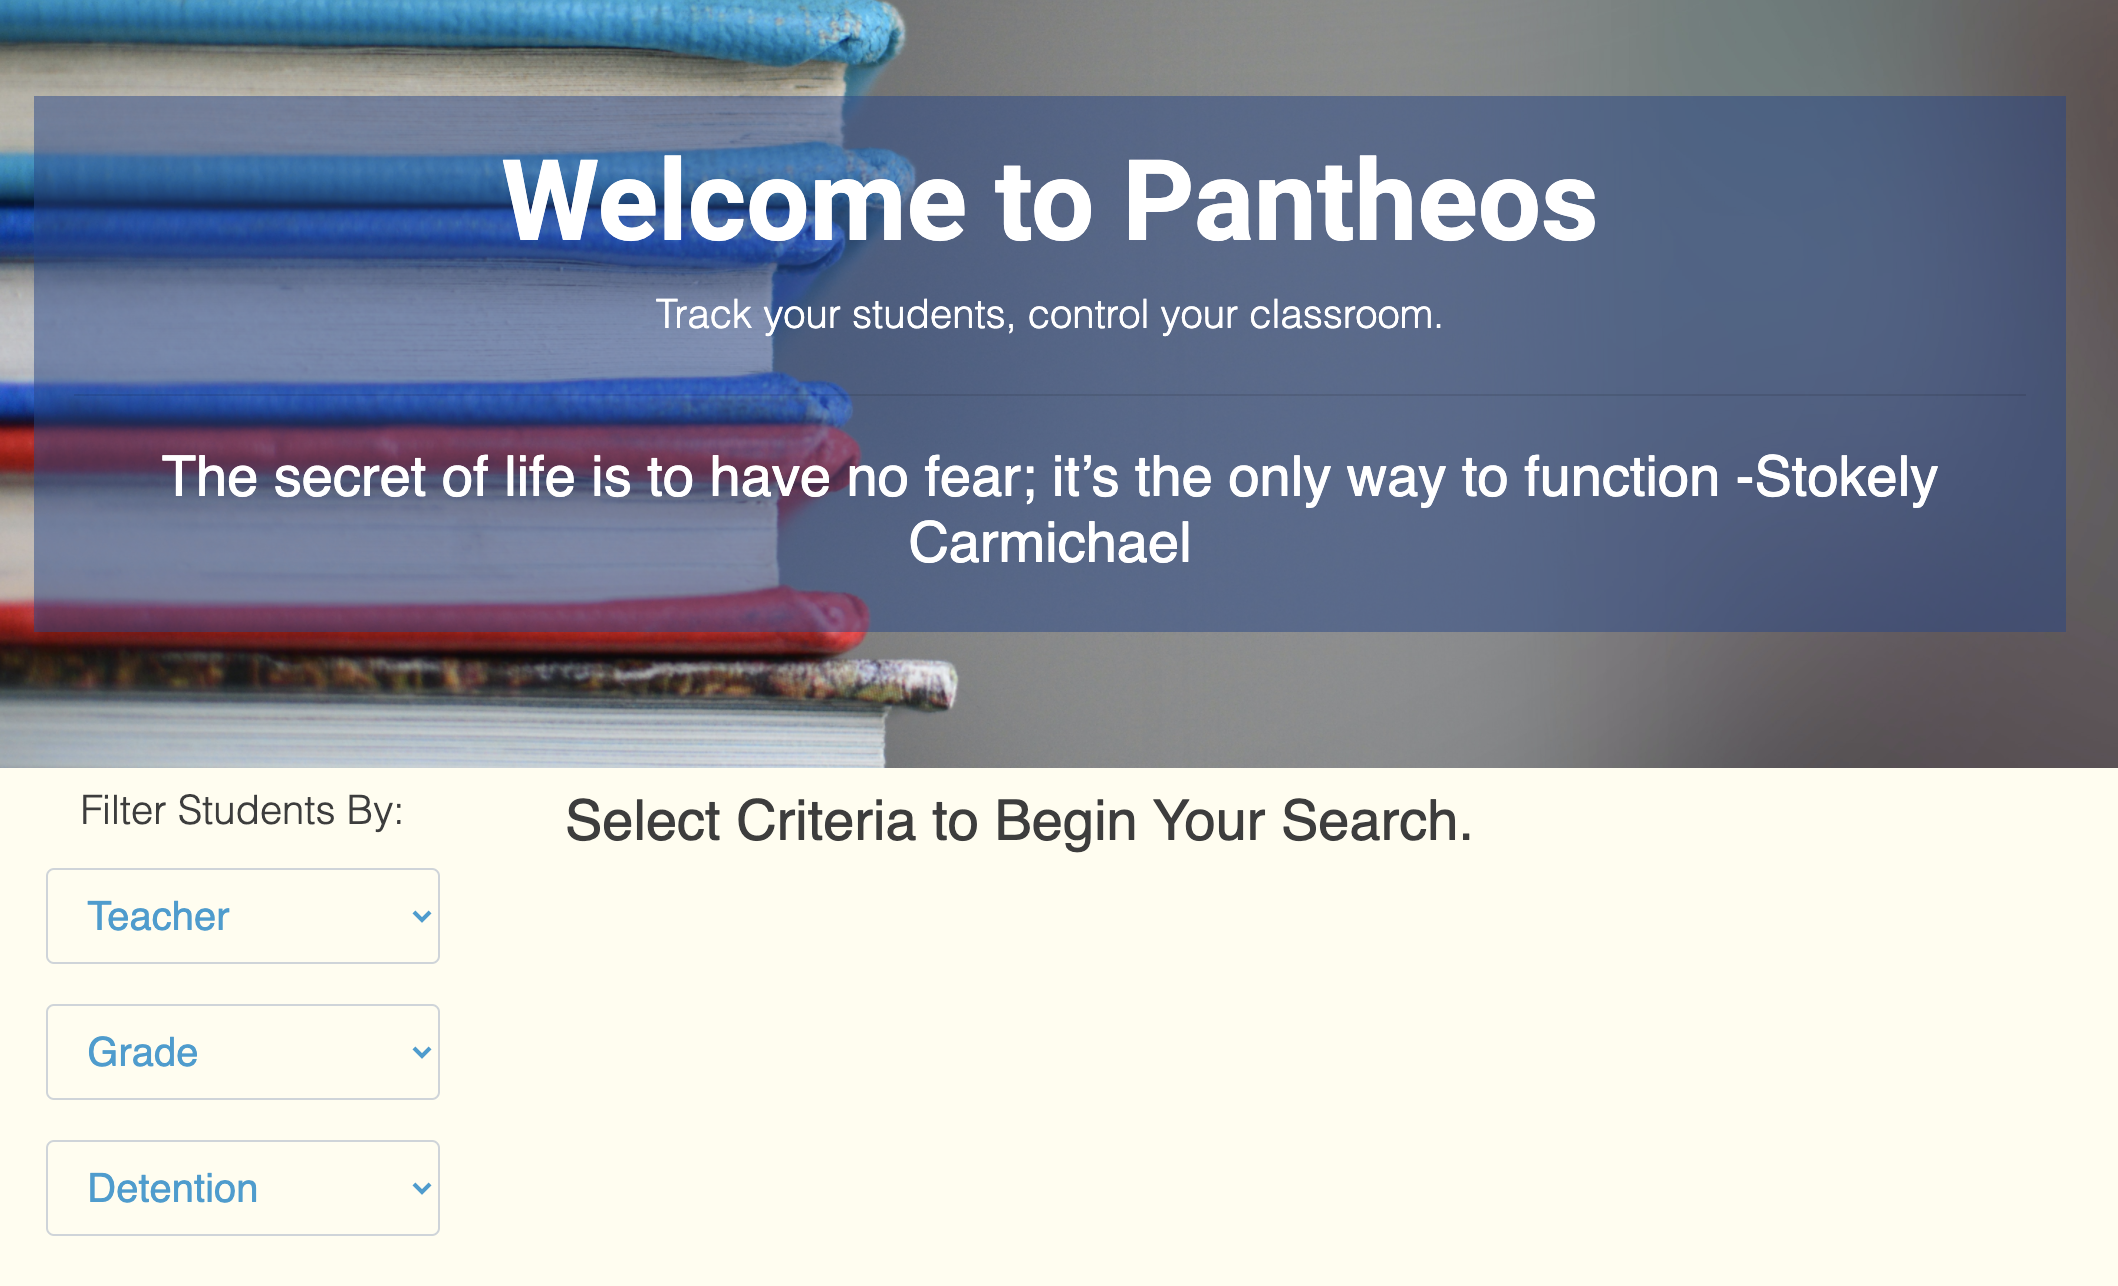 Welcome to Pantheos
Track your students, control your classroom.
The secret of life is to have no fear; it’s the only way to function -Stokely
Carmichael
Filter Students By:
Select Criteria to Begin Your Search.
Teacher
Grade
Detention